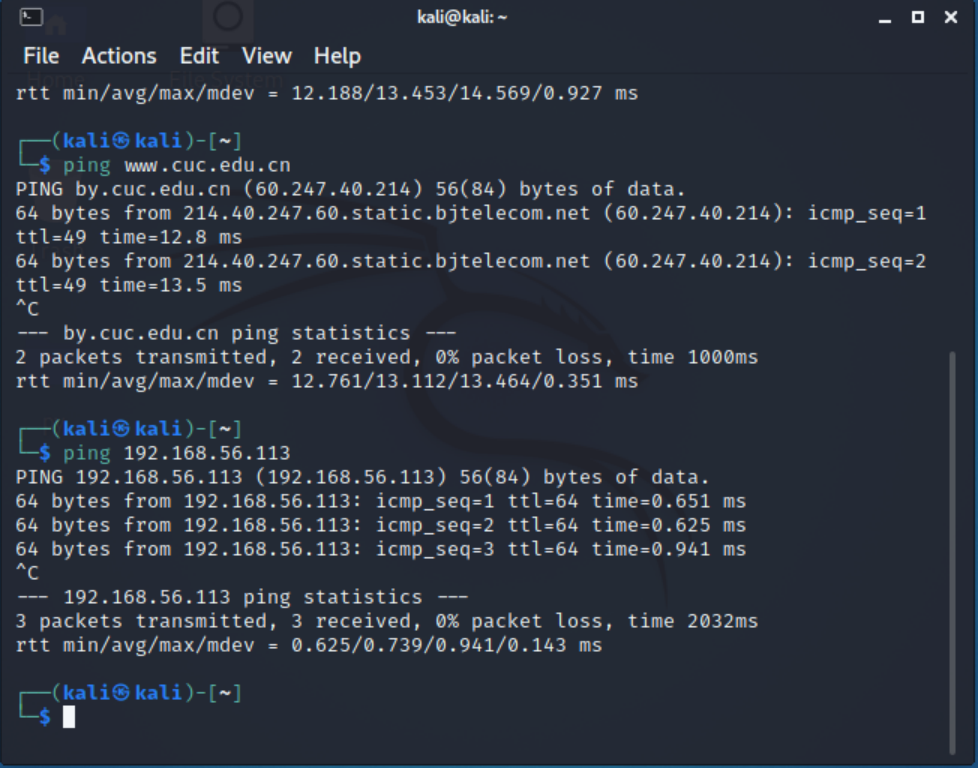 kali@kali: ~
File Actions Edit View Help
Home File System
rtt min/avg/max/mdev = 12.188/13.453/14.569/0.927 ms
┌──(kali㉿kali)-[~]
└─$ ping www.cuc.edu.cn
PING by.cuc.edu.cn (60.247.40.214) 56(84) bytes of data.
64 bytes from 214.40.247.60.static.bjtelecom.net (60.247.40.214): icmp_seq=1
ttl=49 time=12.8 ms
64 bytes from 214.40.247.60.static.bjtelecom.net (60.247.40.214): icmp_seq=2
ttl=49 time=13.5 ms
^C
--- by.cuc.edu.cn ping statistics ---
2 packets transmitted, 2 received, 0% packet loss, time 1000ms
rtt min/avg/max/mdev = 12.761/13.112/13.464/0.351 ms
┌──(kali㉿kali)-[~]
└─$ ping 192.168.56.113
PING 192.168.56.113 (192.168.56.113) 56(84) bytes of data.
64 bytes from 192.168.56.113: icmp_seq=1 ttl=64 time=0.651 ms
64 bytes from 192.168.56.113: icmp_seq=2 ttl=64 time=0.625 ms
64 bytes from 192.168.56.113: icmp_seq=3 ttl=64 time=0.941 ms
^C
--- 192.168.56.113 ping statistics ---
3 packets transmitted, 3 received, 0% packet loss, time 2032ms
rtt min/avg/max/mdev = 0.625/0.739/0.941/0.143 ms
┌──(kali㉿kali)-[~]
└─$